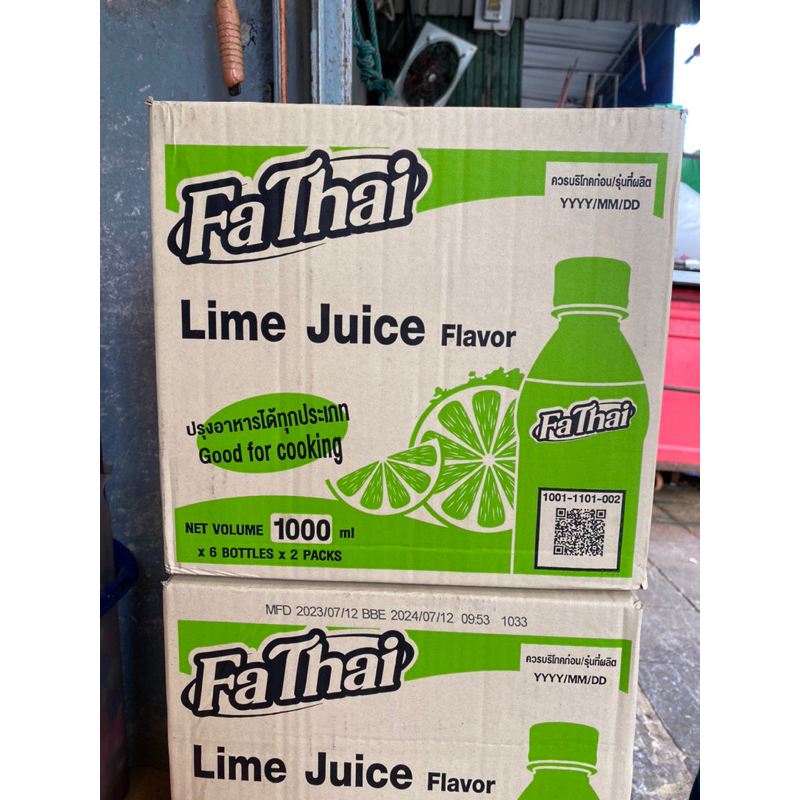 FaThai
ควรบริโภคก่อน/รุ่นที่ผลิต
YYYY/MM/DD
Lime Juice Flavor
FaThai
ปรุงอาหารได้ทุกประเภท
Good for cooking
1001-1101-002
NET VOLUME 1000 ml
x 6 BOTTLES x 2 PACKS
MFD 2023/07/12 BBE 2024/07/12 09:53 1033
FaThai
ควรบริโภคก่อน/รุ่นที่ผลิต
YYYY/MM/DD
Lime Juice Flavor